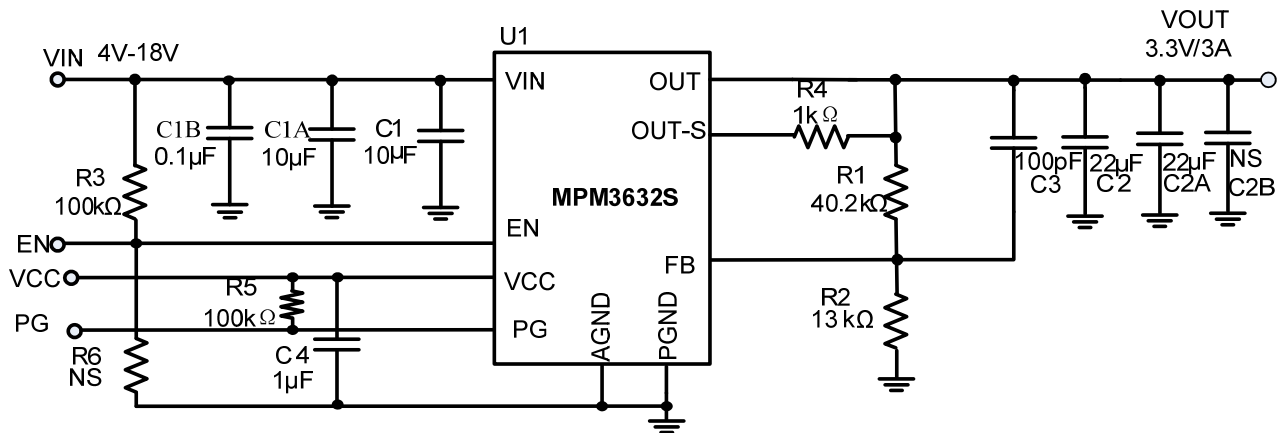 VOUT
3.3V/3A
U1
VIN
4V-18V
VIN
OUT
R4
1kΩ
OUT-S
C1B
0.1µF
C1A
10µF
C1
10µF
100pF
C3
22µF
C2
22µF
C2A
NS
C2B
R3
100kΩ
MPM3632S
R1
40.2kΩ
EN
EN
VCC
VCC
FB
R5
100kΩ
R2
13kΩ
PG
PG
AGND
PGND
R6
NS
C4
1µF